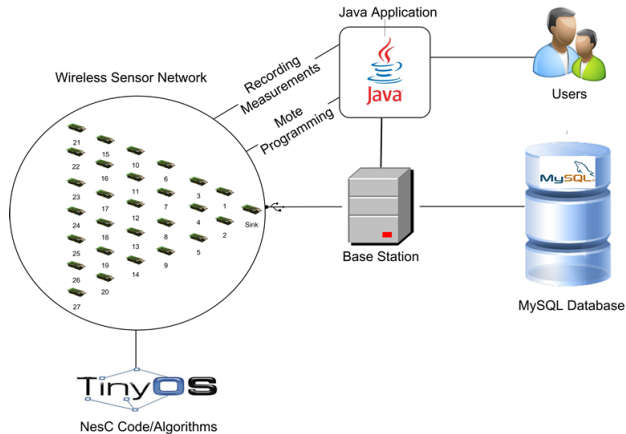 Java Application
Wireless Sensor Network
Recording
Measurements
Java
Mote
Programming
Users
21
15
10
22
6
16
3
11
1
23
7
17
4
Sink
12
2
24
8
18
5
13
25
9
19
14
26
20
27
MySQL
Base Station
MySQL Database
TinyOS
NesC Code/Algorithms